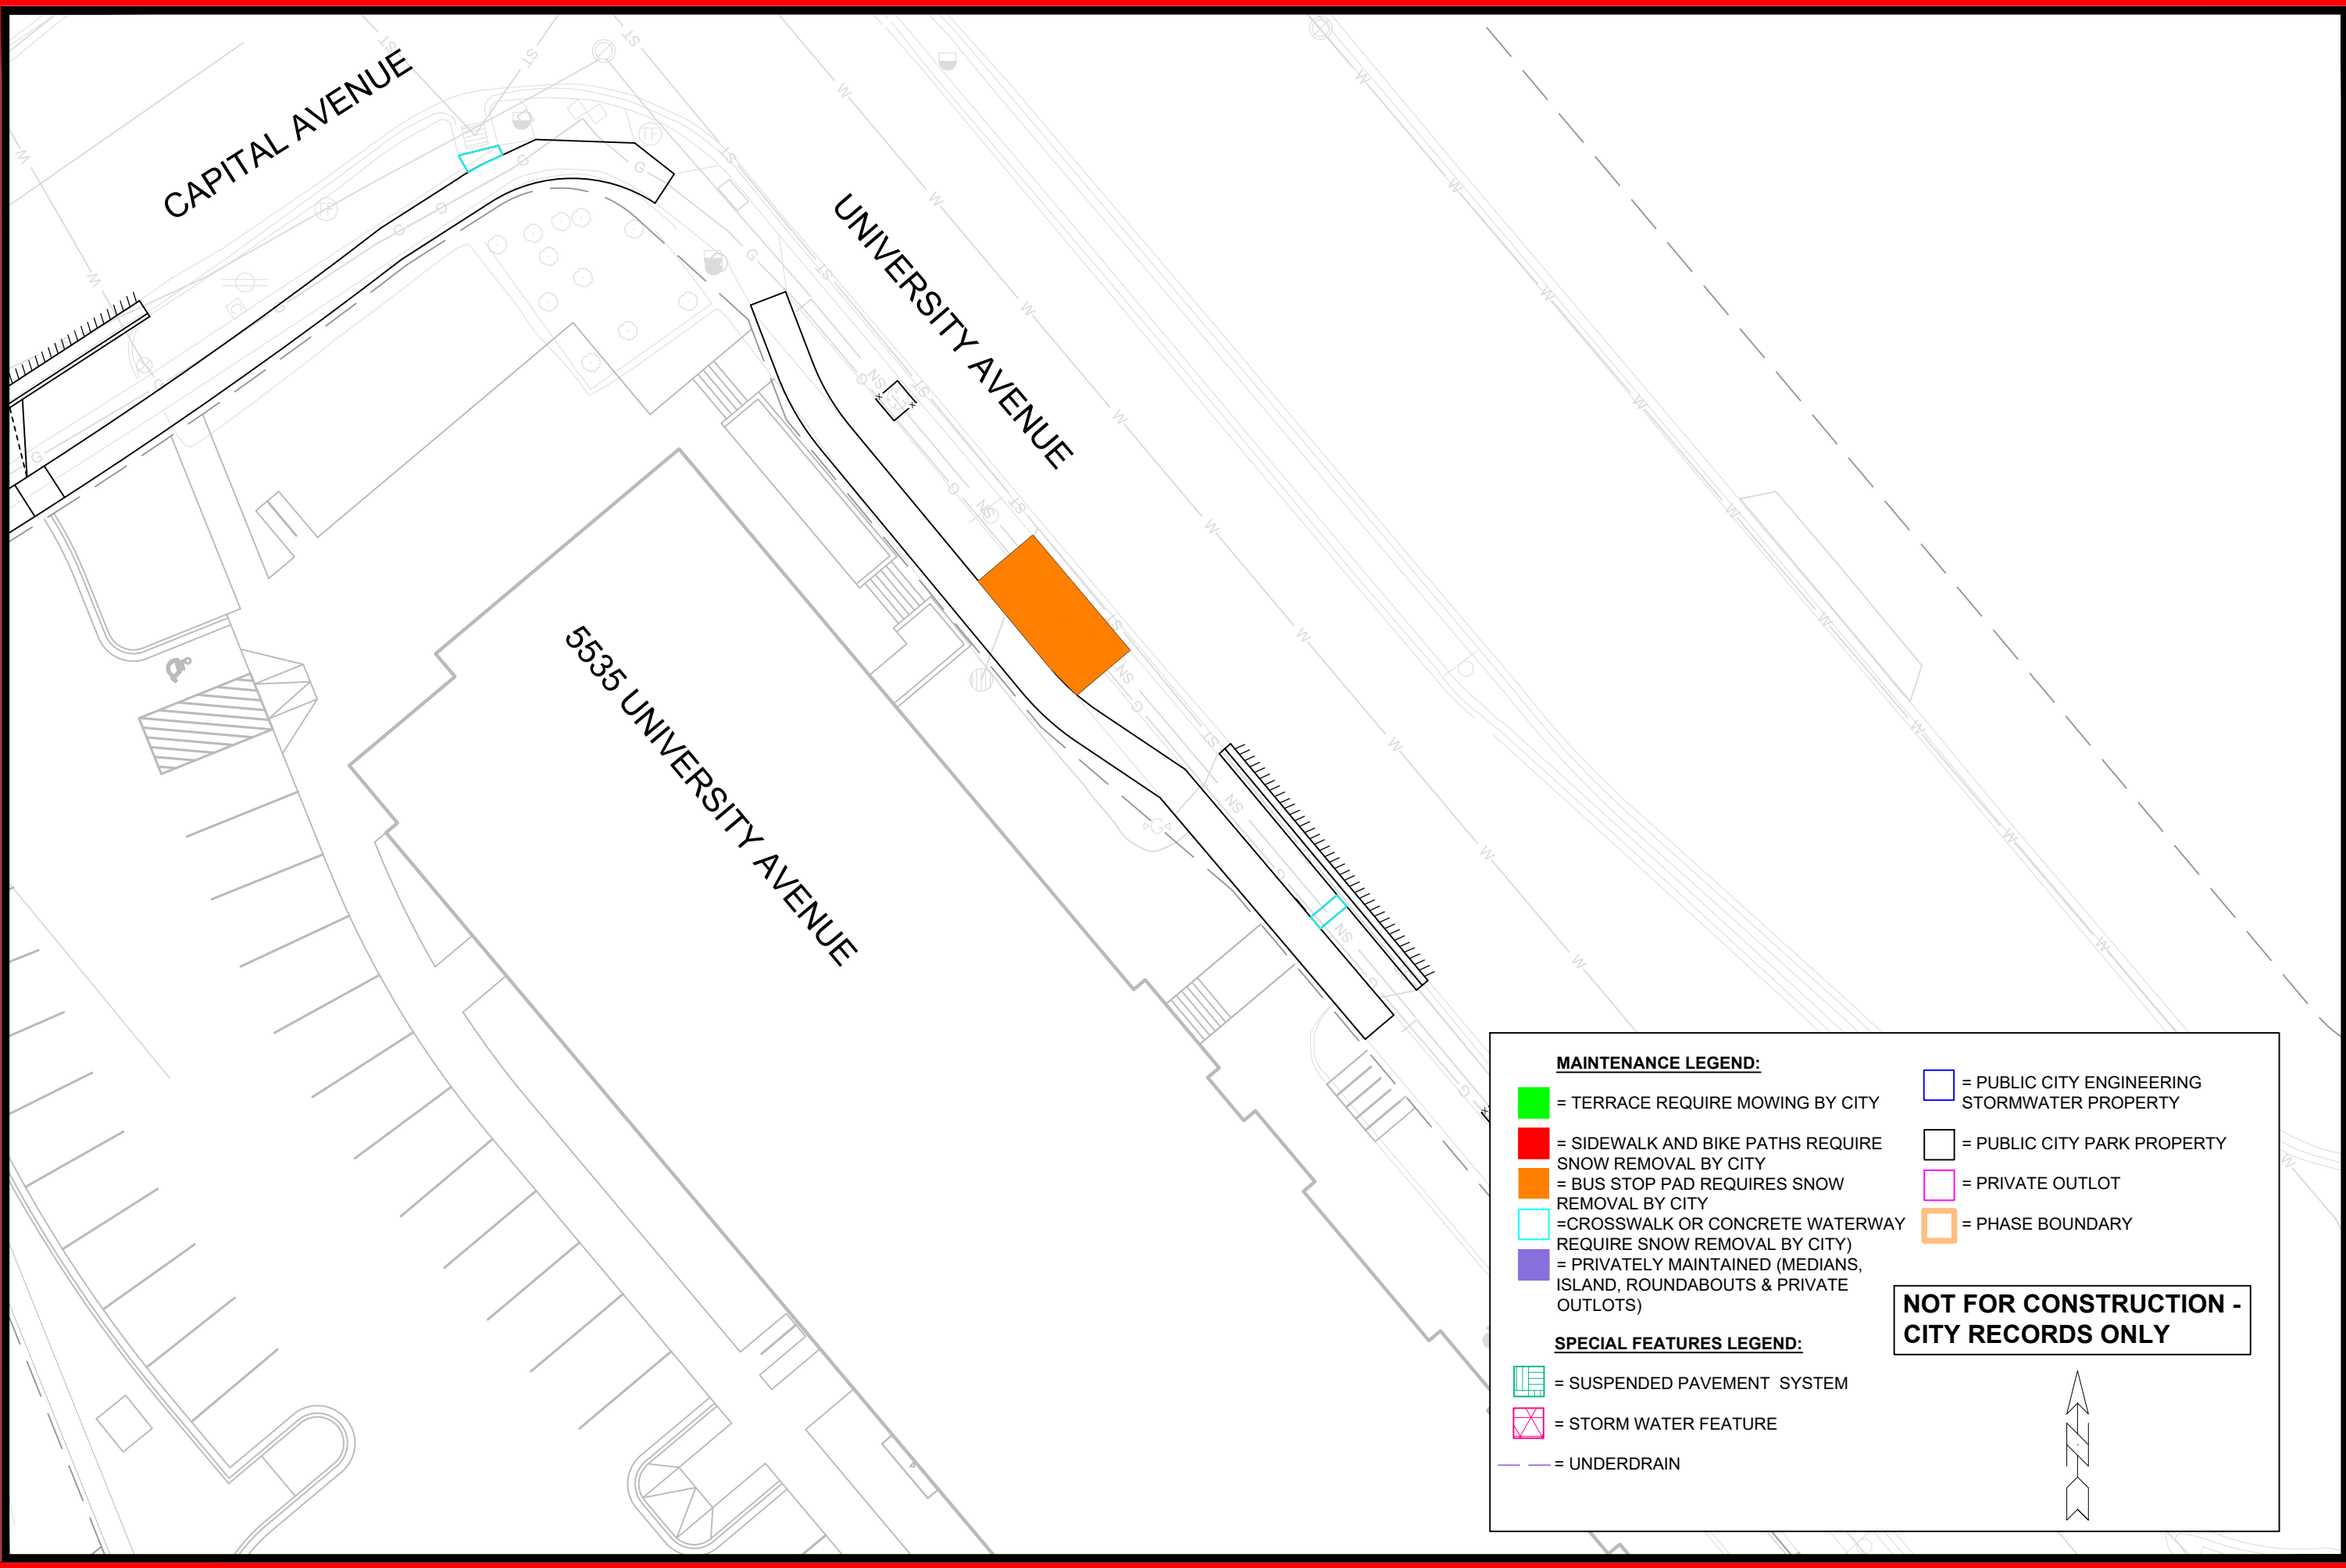 CAPITAL AVENUE
UNIVERSITY AVENUE
5535 UNIVERSITY AVENUE
MAINTENANCE LEGEND:
= TERRACE REQUIRE MOWING BY CITY
= SIDEWALK AND BIKE PATHS REQUIRE
SNOW REMOVAL BY CITY
= BUS STOP PAD REQUIRES SNOW
REMOVAL BY CITY
=CROSSWALK OR CONCRETE WATERWAY
REQUIRE SNOW REMOVAL BY CITY)
= PRIVATELY MAINTAINED (MEDIANS,
ISLAND, ROUNDABOUTS & PRIVATE
OUTLOTS)
= PUBLIC CITY ENGINEERING
STORMWATER PROPERTY
= PUBLIC CITY PARK PROPERTY
= PRIVATE OUTLOT
= PHASE BOUNDARY
SPECIAL FEATURES LEGEND:
= SUSPENDED PAVEMENT SYSTEM
= STORM WATER FEATURE
= UNDERDRAIN
NOT FOR CONSTRUCTION -
CITY RECORDS ONLY
N